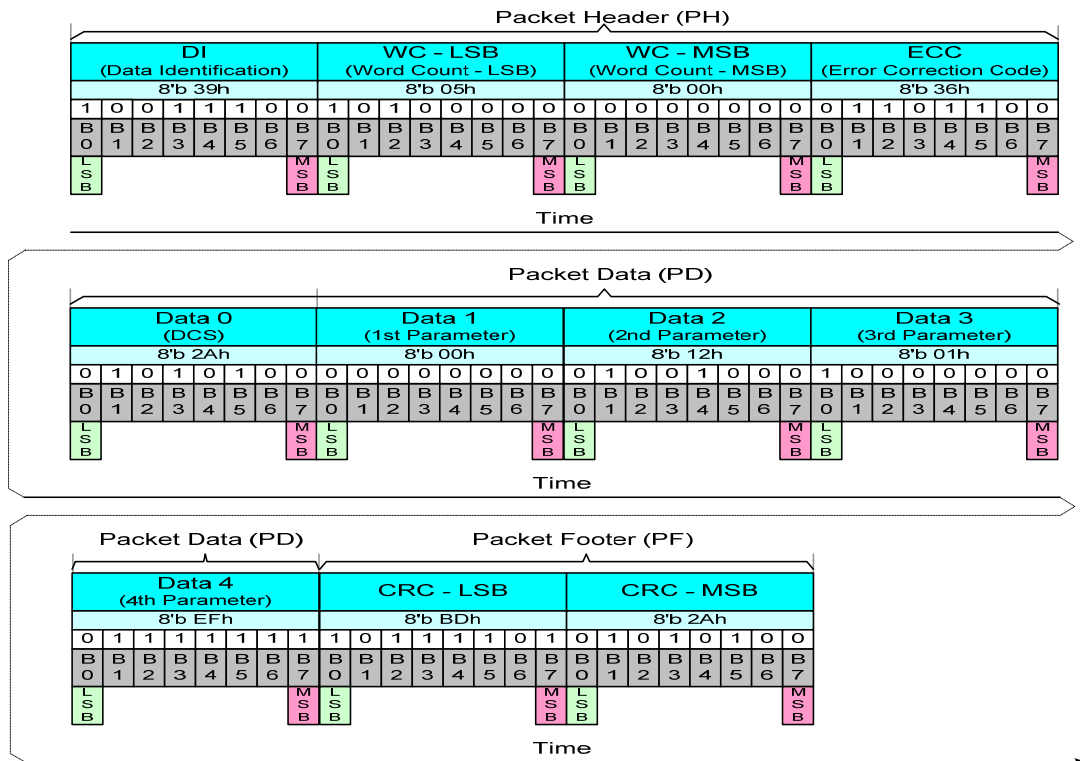 Packet Header (PH)
DI WC - LSB WC - MSB ECC
(Data Identification) (Word Count - LSB) (Word Count - MSB) (Error Correction Code)
8'b 39h 8'b 05h 8'b 00h 8'b 36h
1 0 0 1 1 1 0 0 1 0 1 0 0 0 0 0 0 0 0 0 0 0 0 0 0 1 1 0 1 1 0 0
B0 B1 B2 B3 B4 B5 B6 B7 B0 B1 B2 B3 B4 B5 B6 B7 B0 B1 B2 B3 B4 B5 B6 B7 B0 B1 B2 B3 B4 B5 B6 B7
LSB MSB LSB MSB LSB MSB LSB MSB
Time
Packet Data (PD)
Data 0 Data 1 Data 2 Data 3
(DCS) (1st Parameter) (2nd Parameter) (3rd Parameter)
8'b 2Ah 8'b 00h 8'b 12h 8'b 01h
0 1 0 1 0 1 0 0 0 0 0 0 0 0 0 0 0 1 0 0 1 0 0 0 1 0 0 0 0 0 0 0
B0 B1 B2 B3 B4 B5 B6 B7 B0 B1 B2 B3 B4 B5 B6 B7 B0 B1 B2 B3 B4 B5 B6 B7 B0 B1 B2 B3 B4 B5 B6 B7
LSB MSB LSB MSB LSB MSB LSB MSB
Time
Packet Data (PD) Packet Footer (PF)
Data 4 CRC - LSB CRC - MSB
(4th Parameter)
8'b EFh 8'b BDh 8'b 2Ah
0 1 1 1 1 1 1 1 1 0 1 1 1 1 0 1 0 1 0 1 0 1 0 0
B0 B1 B2 B3 B4 B5 B6 B7 B0 B1 B2 B3 B4 B5 B6 B7 B0 B1 B2 B3 B4 B5 B6 B7
LSB MSB LSB MSB LSB MSB
Time